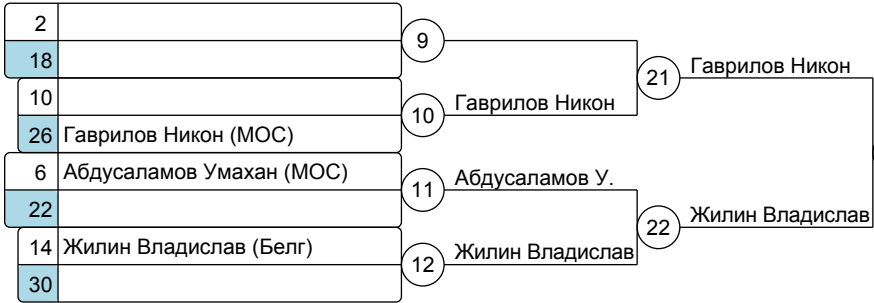 2
9
18
21 Гаврилов Никон
10
10 Гаврилов Никон
26 Гаврилов Никон (МОС)
6 Абдусаламов Умахан (МОС)
11 Абдусаламов У.
22
22 Жилин Владислав
14 Жилин Владислав (Белг)
12 Жилин Владислав
30